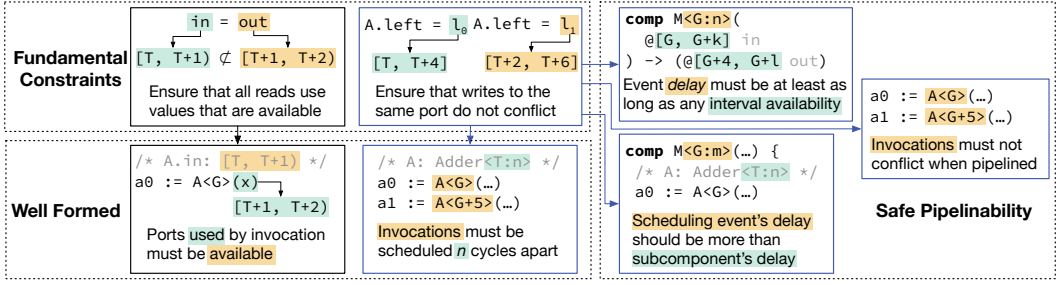 Fundamental
Constraints
in = out
[T, T+1) ⊄ [T+1, T+2)
Ensure that all reads use
values that are available
A.left = l₀ A.left = l₁
[T, T+4] [T+2, T+6]
Ensure that writes to the
same port do not conflict
comp M<G:n>(
@[G, G+k] in
) -> (@[G+4, G+l out)
Event delay must be at least as
long as any interval availability
a0 := A<G>(…)
a1 := A<G+5>(…)
Invocations must not
conflict when pipelined
Well Formed
/* A.in: [T, T+1) */
a0 := A<G>(x)
[T+1, T+2)
Ports used by invocation
must be available
/* A: Adder<T:n> */
a0 := A<G>(…)
a1 := A<G+5>(…)
Invocations must be
scheduled n cycles apart
comp M<G:m>(…) {
/* A: Adder<T:n> */
a0 := A<G>(…)
Scheduling event's delay
should be more than
subcomponent's delay
Safe Pipelinability